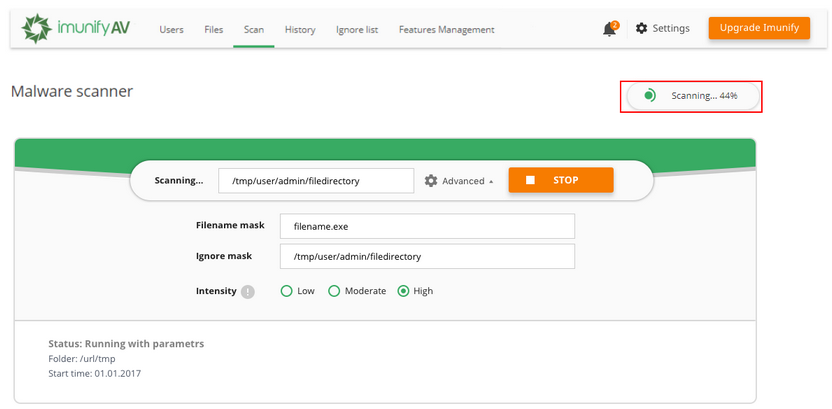 imunify AV
Users Files Scan History Ignore list Features Management 2 Settings Upgrade Imunify
Malware scanner
Scanning... 44%
Scanning... /tmp/user/admin/filedirectory Advanced STOP
Filename mask filename.exe
Ignore mask /tmp/user/admin/filedirectory
Intensity ! Low Moderate High
Status: Running with parametrs
Folder: /url/tmp
Start time: 01.01.2017